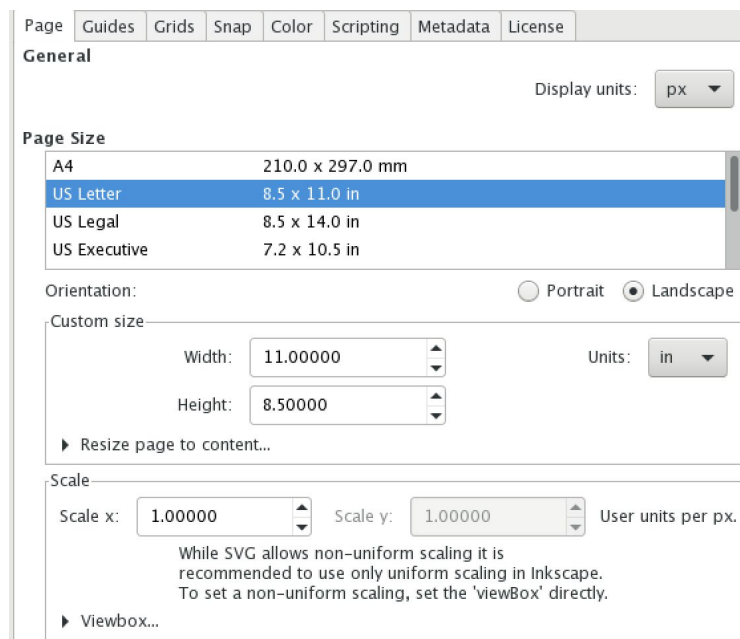 Page Guides Grids Snap Color Scripting Metadata License
General
Display units: px
Page Size
A4 210.0 x 297.0 mm
US Letter 8.5 x 11.0 in
US Legal 8.5 x 14.0 in
US Executive 7.2 x 10.5 in
Orientation: Portrait Landscape
Custom size
Width: 11.00000 Units: in
Height: 8.50000
Resize page to content...
Scale
Scale x: 1.00000 Scale y: 1.00000 User units per px.
While SVG allows non-uniform scaling it is
recommended to use only uniform scaling in Inkscape.
To set a non-uniform scaling, set the 'viewBox' directly.
Viewbox...